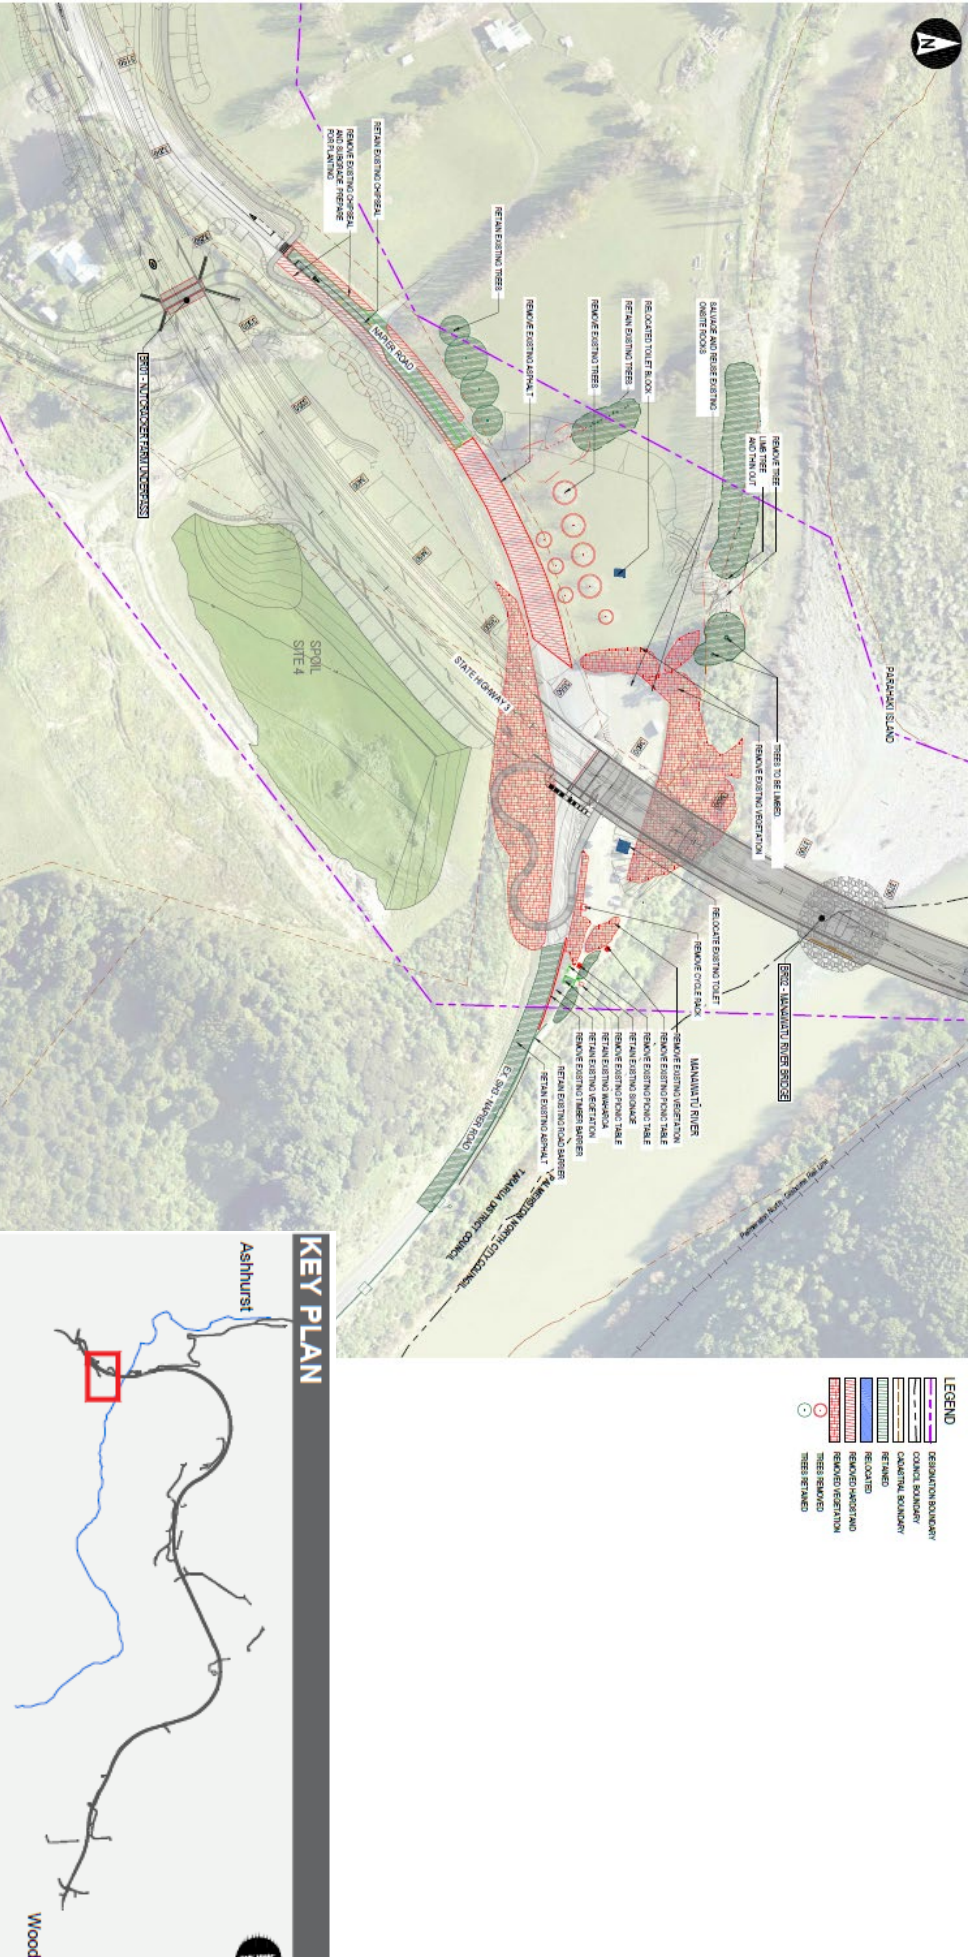 N
RETAIN EXISTING CHIPSEAL
REMOVE EXISTING CHIPSEAL
AND SUBGRADE. PREPARE
FOR PLANTING
RETAIN EXISTING TREES
REMOVE EXISTING ASPHALT
REMOVE EXISTING TREES
RETAIN EXISTING TREES
RELOCATED TOILET BLOCK
SALVAGE AND REUSE EXISTING
ONSITE ROCKS
REMOVE TREE
LIMB TREE
AND THIN OUT
NAPIER ROAD
BR01 - NUTCRACKER FARM UNDERPASS
SPOIL
SITE 4
STATE HIGHWAY 3
PARAHAKI ISLAND
TREES TO BE LIMBED
REMOVE EXISTING VEGETATION
RELOCATE EXISTING TOILET
REMOVE CYCLE RACK
BR02 - MANAWATŪ RIVER BRIDGE
MANAWATŪ RIVER
REMOVE EXISTING VEGETATION
REMOVE EXISTING PICNIC TABLE
REMOVE EXISTING PICNIC TABLE
RETAIN EXISTING SIGNAGE
REMOVE EXISTING PICNIC TABLE
RETAIN EXISTING WAHAROA
RETAIN EXISTING VEGETATION
REMOVE EXISTING TIMBER BARRIER
RETAIN EXISTING ROAD BARRIER
RETAIN EXISTING ASPHALT
EX. SH3 - NAPIER ROAD
PALMERSTON NORTH CITY COUNCIL
TARARUA DISTRICT COUNCIL
Palmerston North - Gisborne Rail Line
LEGEND
DESIGNATION BOUNDARY
COUNCIL BOUNDARY
CADASTRAL BOUNDARY
RETAINED
RELOCATED
REMOVED HARDSTAND
REMOVED VEGETATION
TREES REMOVED
TREES RETAINED
KEY PLAN
Ashhurst
Wood